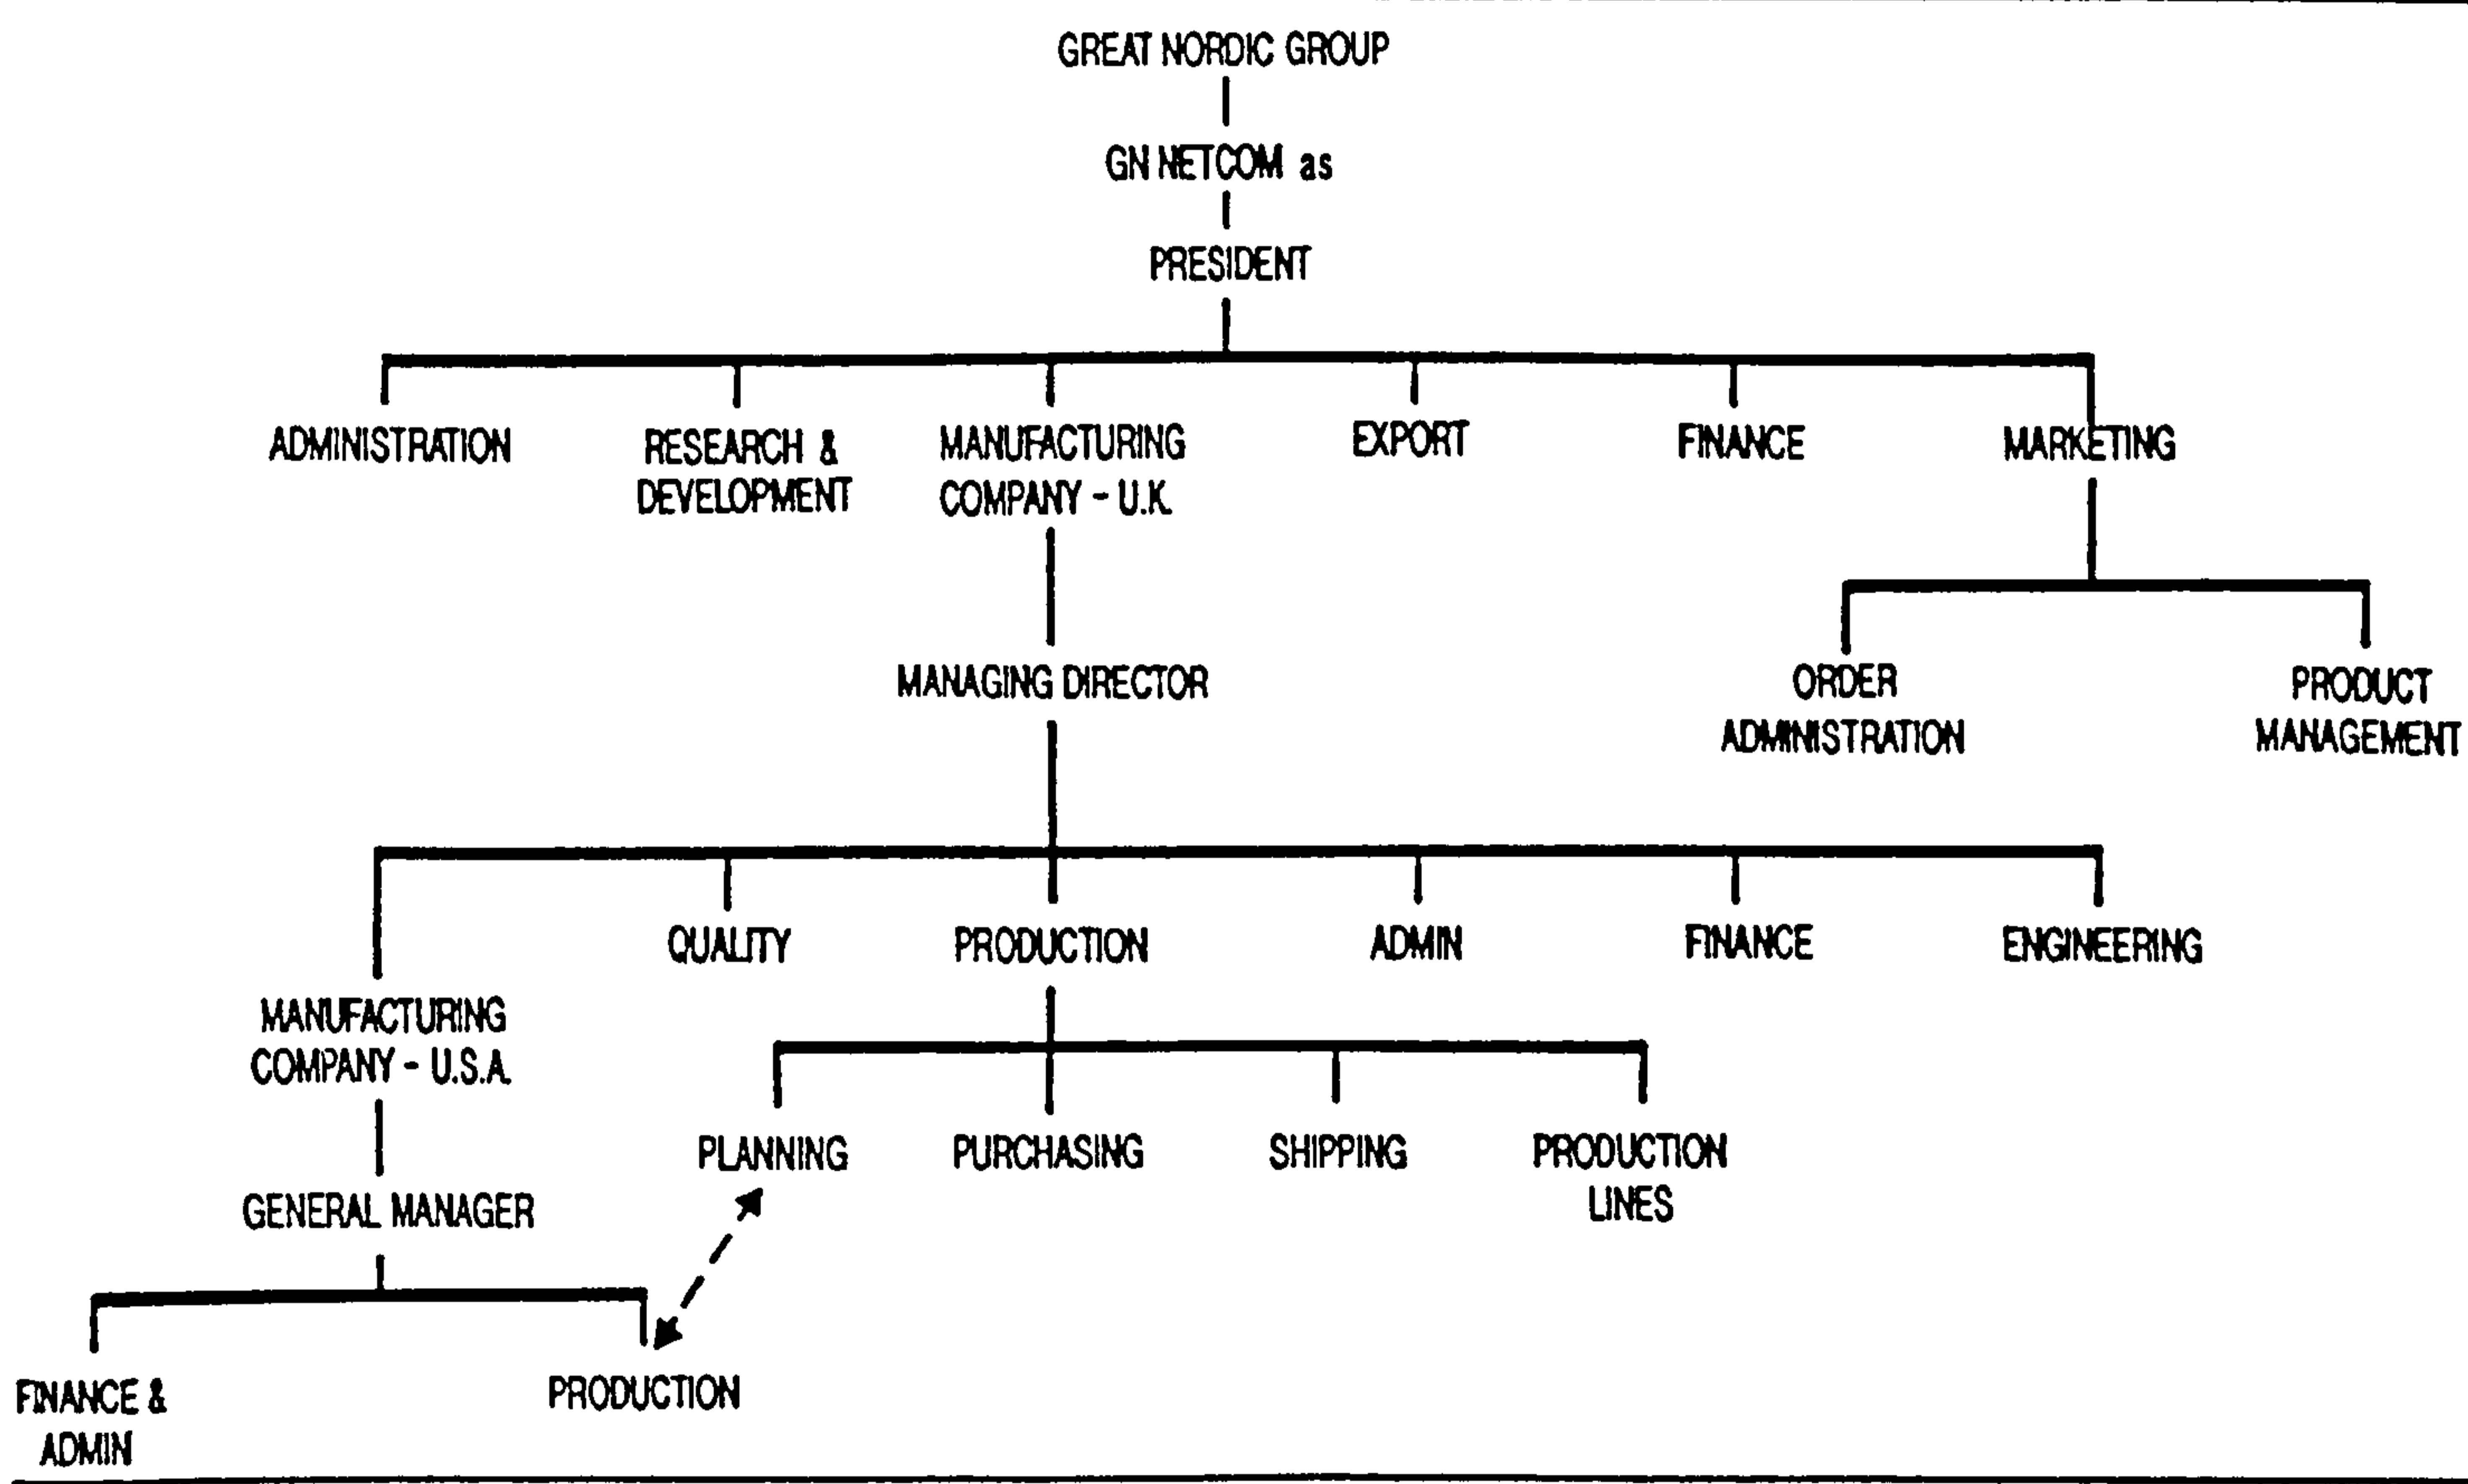 GREAT NORDIC GROUP
GN NETCOM as
PRESIDENT
ADMINISTRATION
RESEARCH &
DEVELOPMENT
MANUFACTURING
COMPANY - U.K.
EXPORT
FINANCE
MARKETING
MANAGING DIRECTOR
ORDER
ADMINISTRATION
PRODUCT
MANAGEMENT
QUALITY
PRODUCTION
ADMIN
FINANCE
ENGINEERING
MANUFACTURING
COMPANY - U.S.A.
PLANNING
PURCHASING
SHIPPING
PRODUCTION
LINES
GENERAL MANAGER
FINANCE &
ADMIN
PRODUCTION